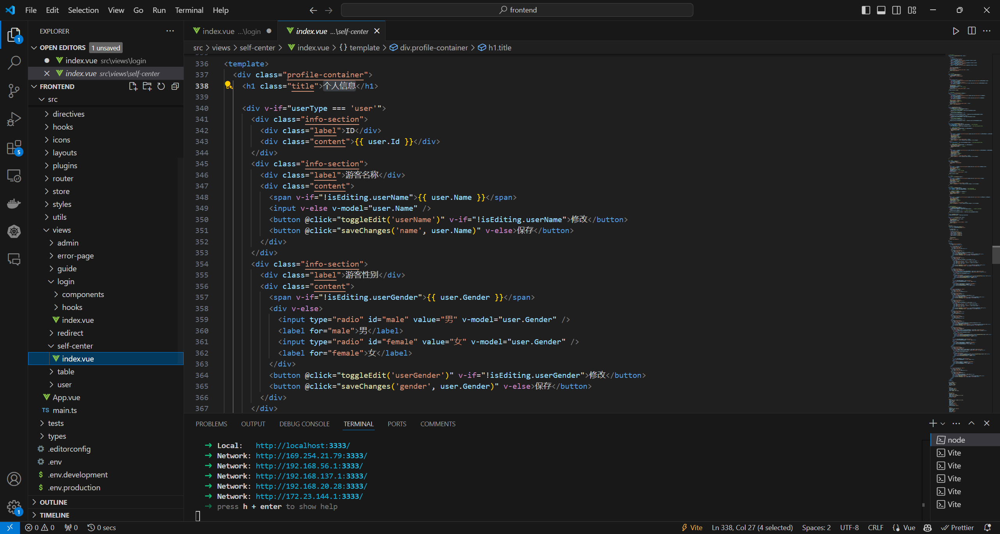 File Edit Selection View Go Run Terminal Help
frontend
EXPLORER
OPEN EDITORS 1 unsaved
index.vue src\views\login
index.vue src\views\self-center
FRONTEND
src
directives
hooks
icons
layouts
plugins
router
store
styles
utils
views
admin
error-page
guide
login
components
hooks
index.vue
redirect
self-center
index.vue
table
user
App.vue
TS main.ts
tests
types
.editorconfig
.env
$ .env.development
$ .env.production
OUTLINE
TIMELINE
1
5
1
index.vue ...\login
index.vue ...\self-center
src > views > self-center > index.vue > {} template > div.profile-container > h1.title
336 <template>
337 <div class="profile-container">
338 <h1 class="title">个人信息</h1>
339
340 <div v-if="userType === 'user'">
341 <div class="info-section">
342 <div class="label">ID</div>
343 <div class="content">{{ user.Id }}</div>
344 </div>
345 <div class="info-section">
346 <div class="label">游客名称</div>
347 <div class="content">
348 <span v-if="!isEditing.userName">{{ user.Name }}</span>
349 <input v-else v-model="user.Name" />
350 <button @click="toggleEdit('userName')" v-if="!isEditing.userName">修改</button>
351 <button @click="saveChanges('name', user.Name)" v-else>保存</button>
352 </div>
353 </div>
354 <div class="info-section">
355 <div class="label">游客性别</div>
356 <div class="content">
357 <span v-if="!isEditing.userGender">{{ user.Gender }}</span>
358 <div v-else>
359 <input type="radio" id="male" value="男" v-model="user.Gender" />
360 <label for="male">男</label>
361 <input type="radio" id="female" value="女" v-model="user.Gender" />
362 <label for="female">女</label>
363 </div>
364 <button @click="toggleEdit('userGender')" v-if="!isEditing.userGender">修改</button>
365 <button @click="saveChanges('gender', user.Gender)" v-else>保存</button>
366 </div>
367 </div>
PROBLEMS OUTPUT DEBUG CONSOLE TERMINAL PORTS COMMENTS
➜ Local: http://localhost:3333/
➜ Network: http://169.254.21.79:3333/
➜ Network: http://192.168.56.1:3333/
➜ Network: http://192.168.137.1:3333/
➜ Network: http://192.168.20.28:3333/
➜ Network: http://172.23.144.1:3333/
➜ press h + enter to show help
node
Vite
Vite
Vite
Vite
Vite
0 0 0 0 secs
Vite Ln 338, Col 27 (4 selected) Spaces: 2 UTF-8 CRLF Vue Prettier